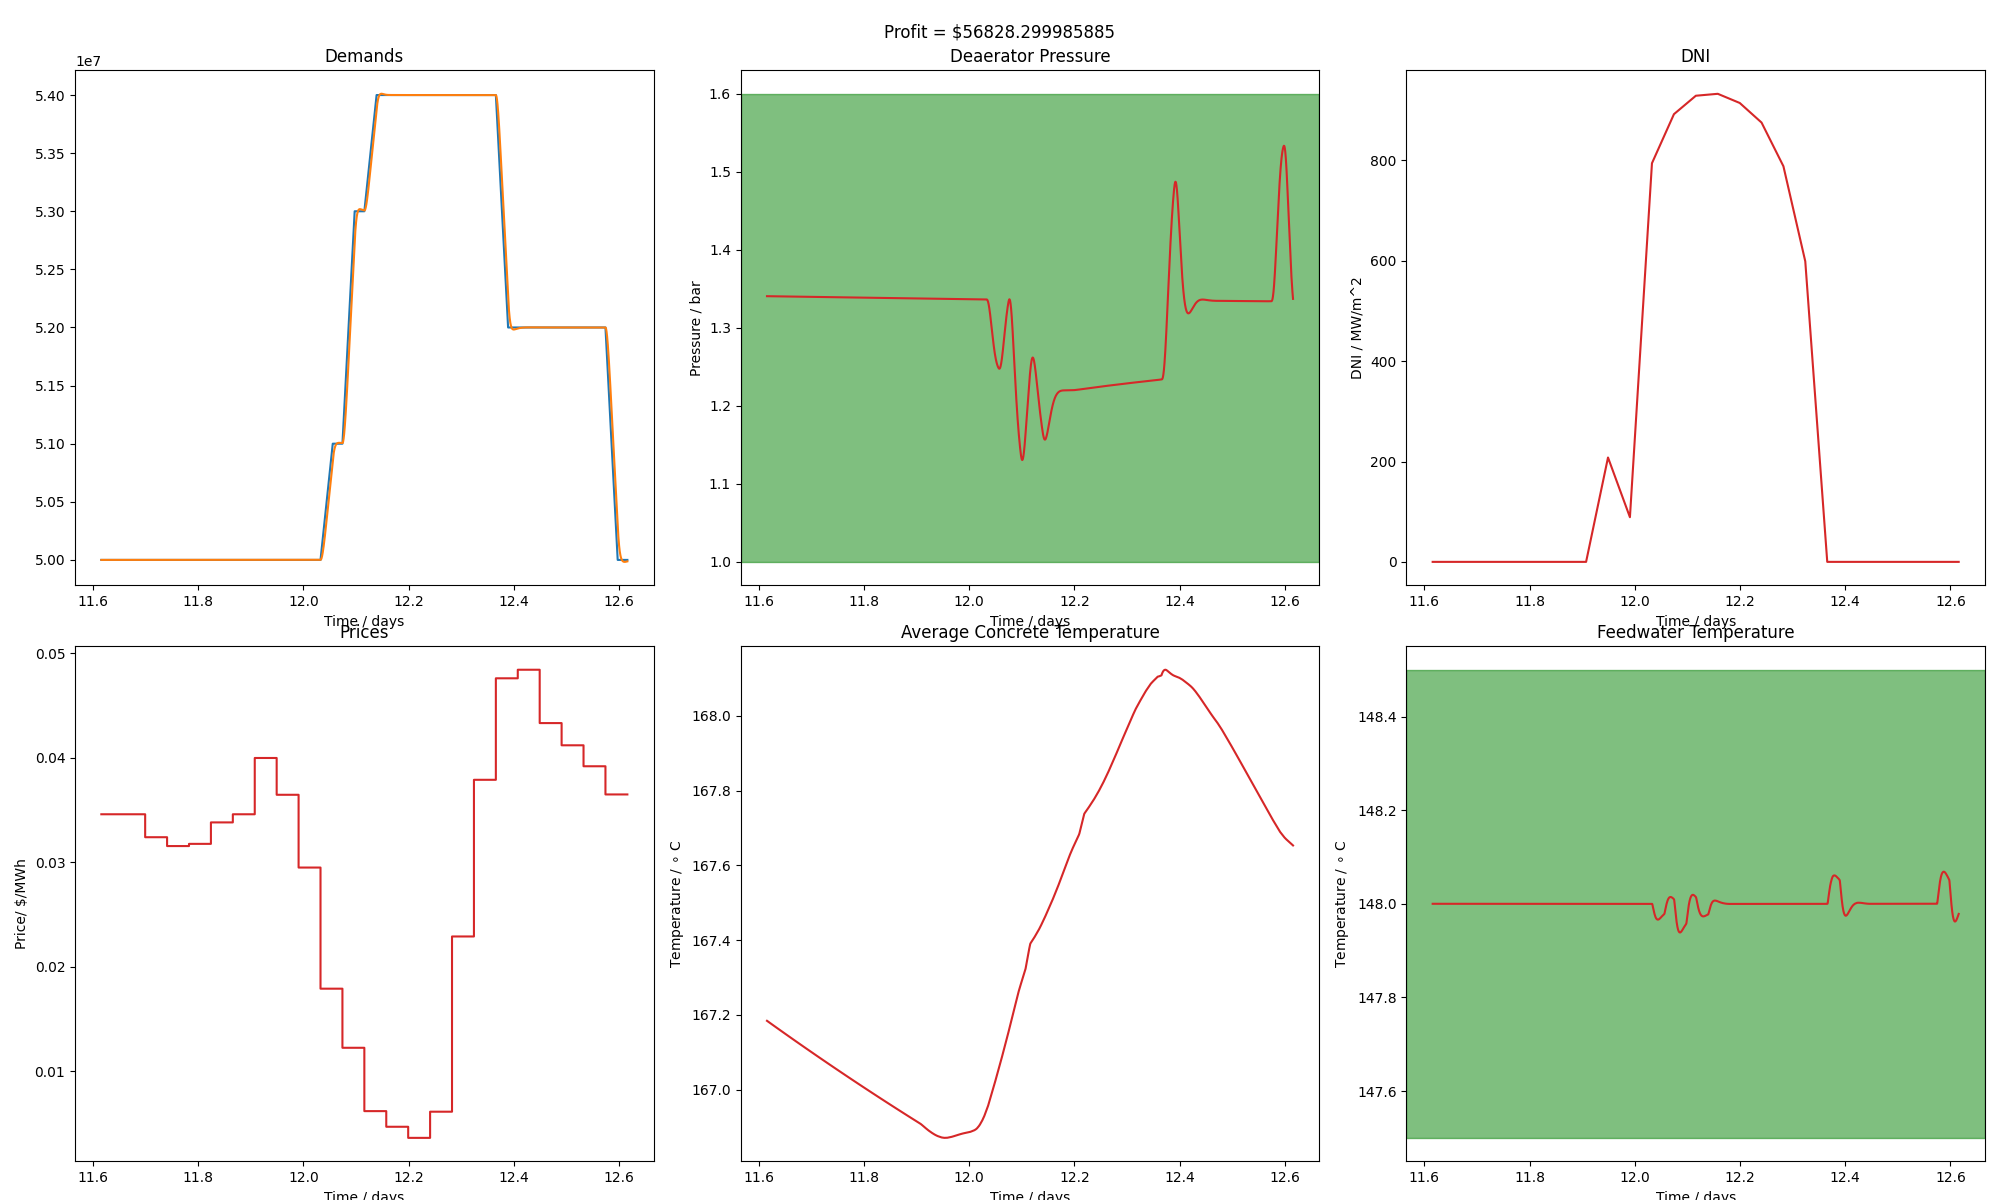 Profit = $56828.299985885
Demands
1e7
5.40
5.35
5.30
5.25
5.20
5.15
5.10
5.05
5.00
11.6 11.8 12.0 12.2 12.4 12.6
Time / days
Deaerator Pressure
Pressure / bar
1.6
1.5
1.4
1.3
1.2
1.1
1.0
11.6 11.8 12.0 12.2 12.4 12.6
Time / days
DNI
DNI / MW/m^2
800
600
400
200
0
11.6 11.8 12.0 12.2 12.4 12.6
Time / days
Prices
Price/ $/MWh
0.05
0.04
0.03
0.02
0.01
11.6 11.8 12.0 12.2 12.4 12.6
Time / days
Average Concrete Temperature
Temperature / ∘ C
168.0
167.8
167.6
167.4
167.2
167.0
11.6 11.8 12.0 12.2 12.4 12.6
Time / days
Feedwater Temperature
Temperature / ∘ C
148.4
148.2
148.0
147.8
147.6
11.6 11.8 12.0 12.2 12.4 12.6
Time / days